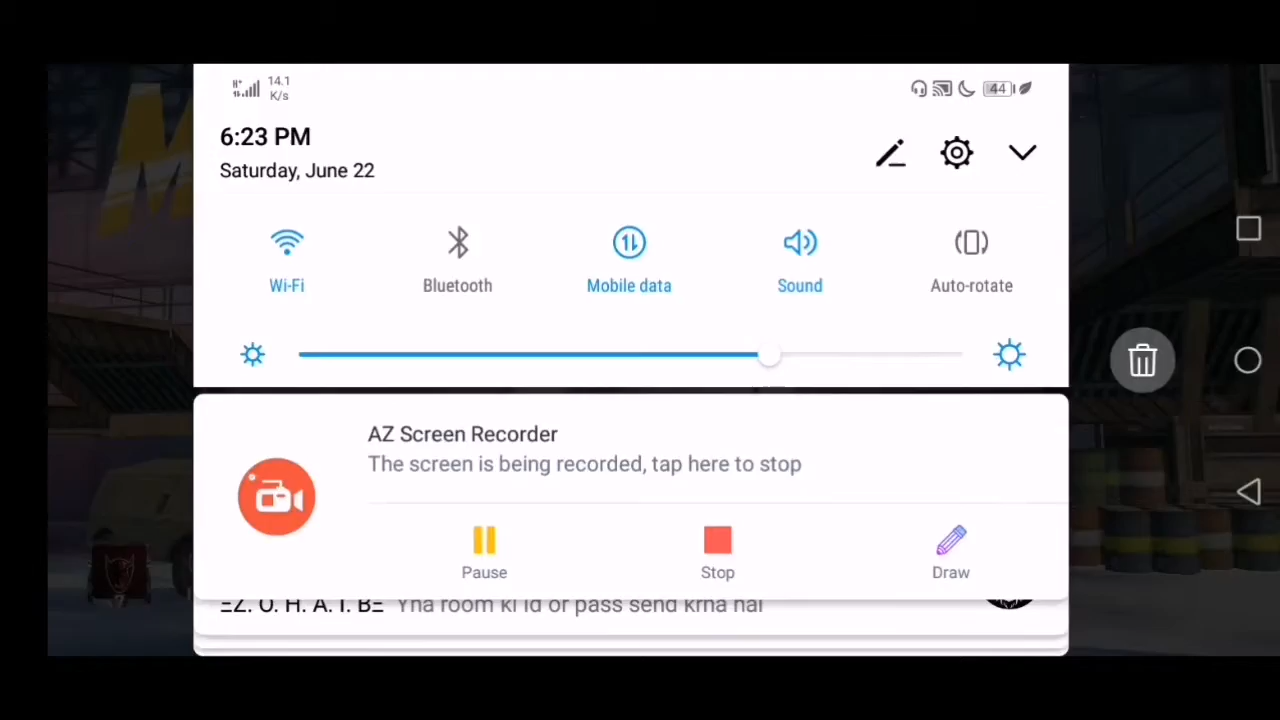 14.1
K/s
44
6:23 PM
Saturday, June 22
Wi-Fi
Bluetooth
Mobile data
Sound
Auto-rotate
AZ Screen Recorder
The screen is being recorded, tap here to stop
Pause
Stop
Draw
ΞZ. O. H. A. I. BΞ Yha room ki id or pass send krna hai